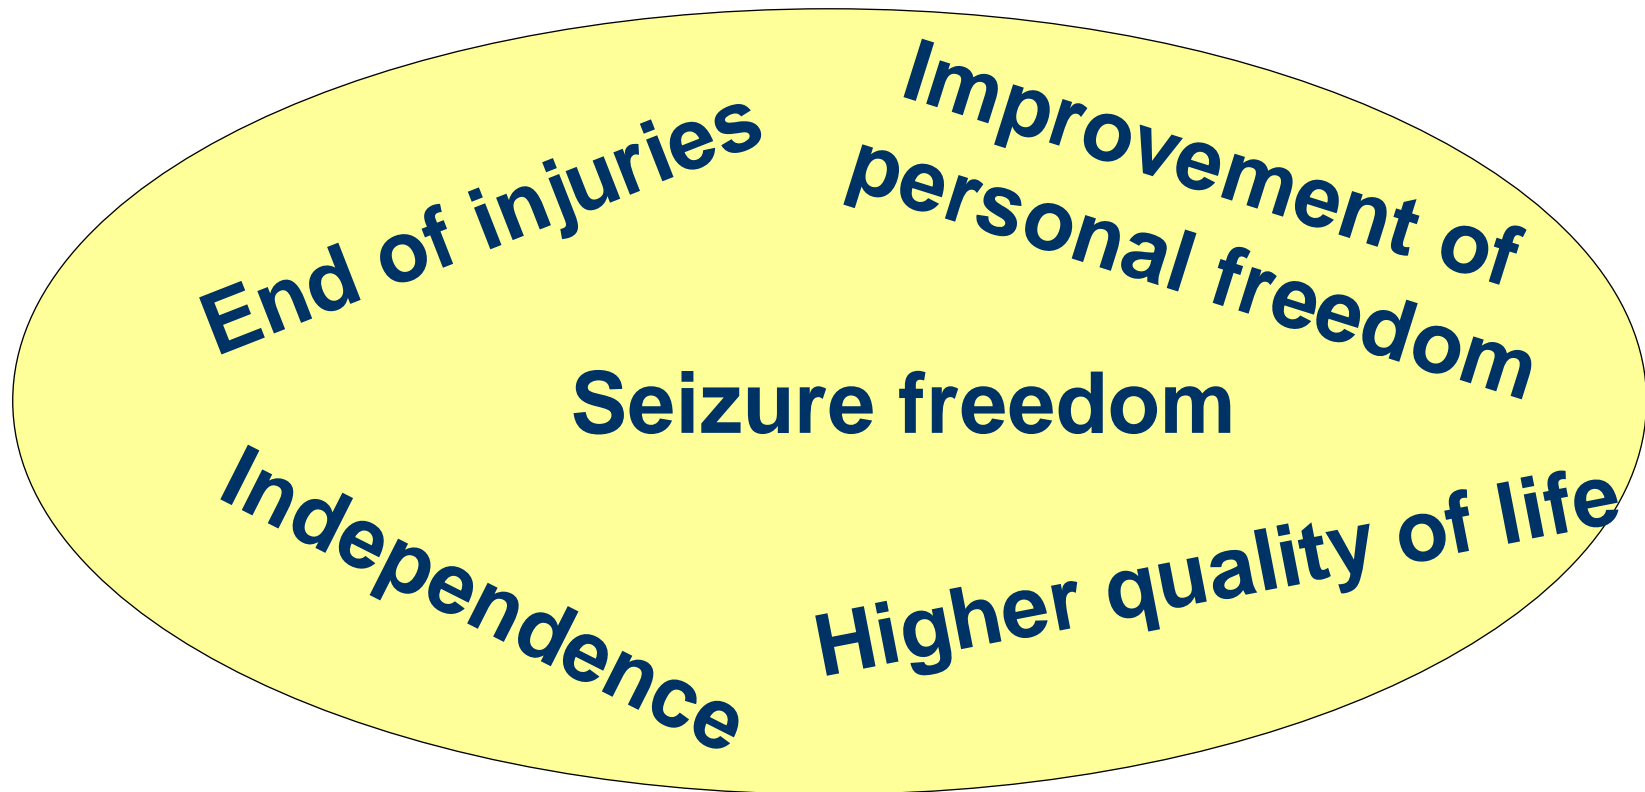 End of injuries
Improvement of
personal freedom
Seizure freedom
Independence
Higher quality of life